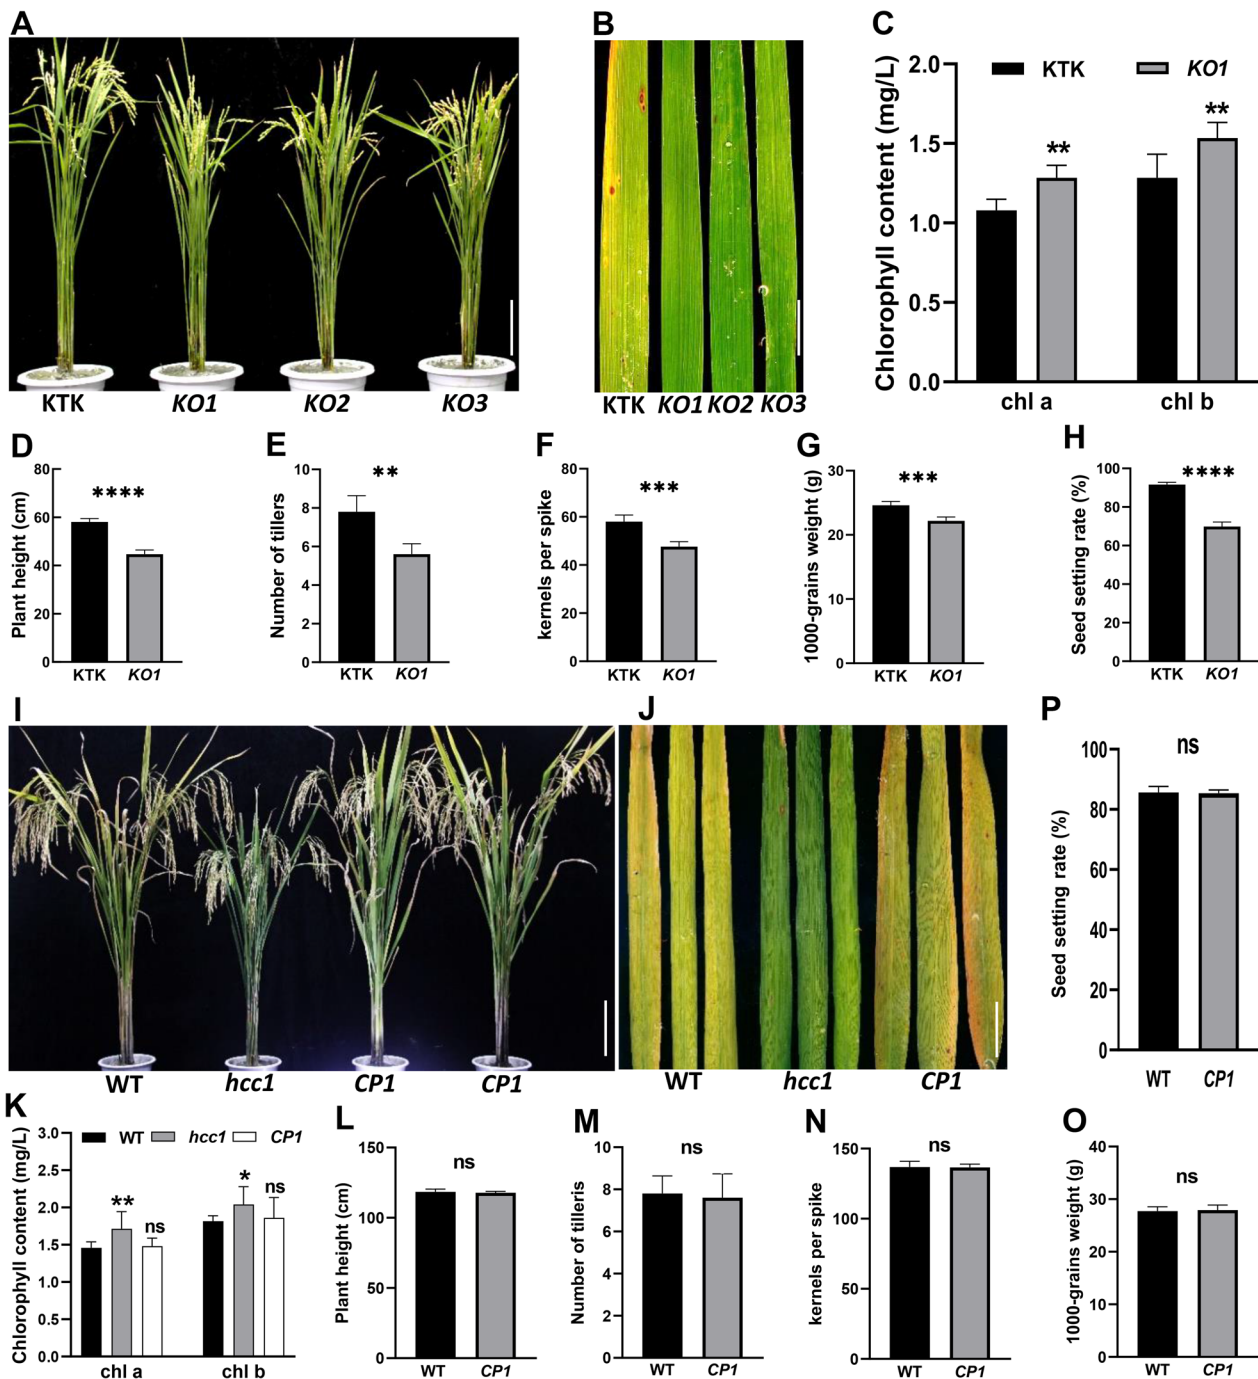 A
KTK KO1 KO2 KO3
B
KTK KO1 KO2 KO3
C
Chlorophyll content (mg/L)
2.0
1.5
1.0
0.5
0.0
KTK KO1
**
**
chl a chl b
D
Plant height (cm)
80
60
40
20
0
****
KTK KO1
E
Number of tillers
10
8
6
4
2
0
**
KTK KO1
F
kernels per spike
80
60
40
20
0
***
KTK KO1
G
1000-grains weight (g)
30
20
10
0
***
KTK KO1
H
Seed setting rate (%)
100
80
60
40
20
0
****
KTK KO1
I
WT hcc1 CP1 CP1
J
WT hcc1 CP1
P
Seed setting rate (%)
100
80
60
40
20
0
ns
WT CP1
K
Chlorophyll content (mg/L)
3.0
2.5
2.0
1.5
1.0
0.5
0.0
WT hcc1 CP1
**
ns
*
ns
chl a chl b
L
Plant height (cm)
150
100
50
0
ns
WT CP1
M
Number of tilleris
10
8
6
4
2
0
ns
WT CP1
N
kernels per spike
150
100
50
0
ns
WT CP1
O
1000-grains weight (g)
40
30
20
10
0
ns
WT CP1